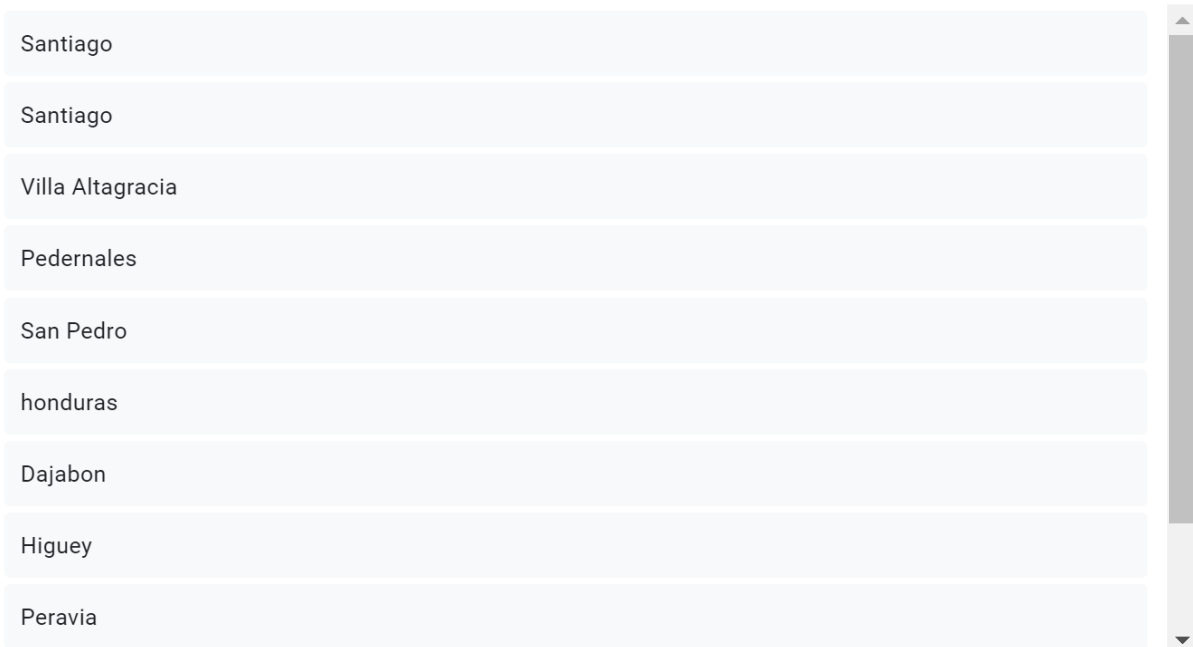 Santiago
Santiago
Villa Altagracia
Pedernales
San Pedro
honduras
Dajabon
Higuey
Peravia